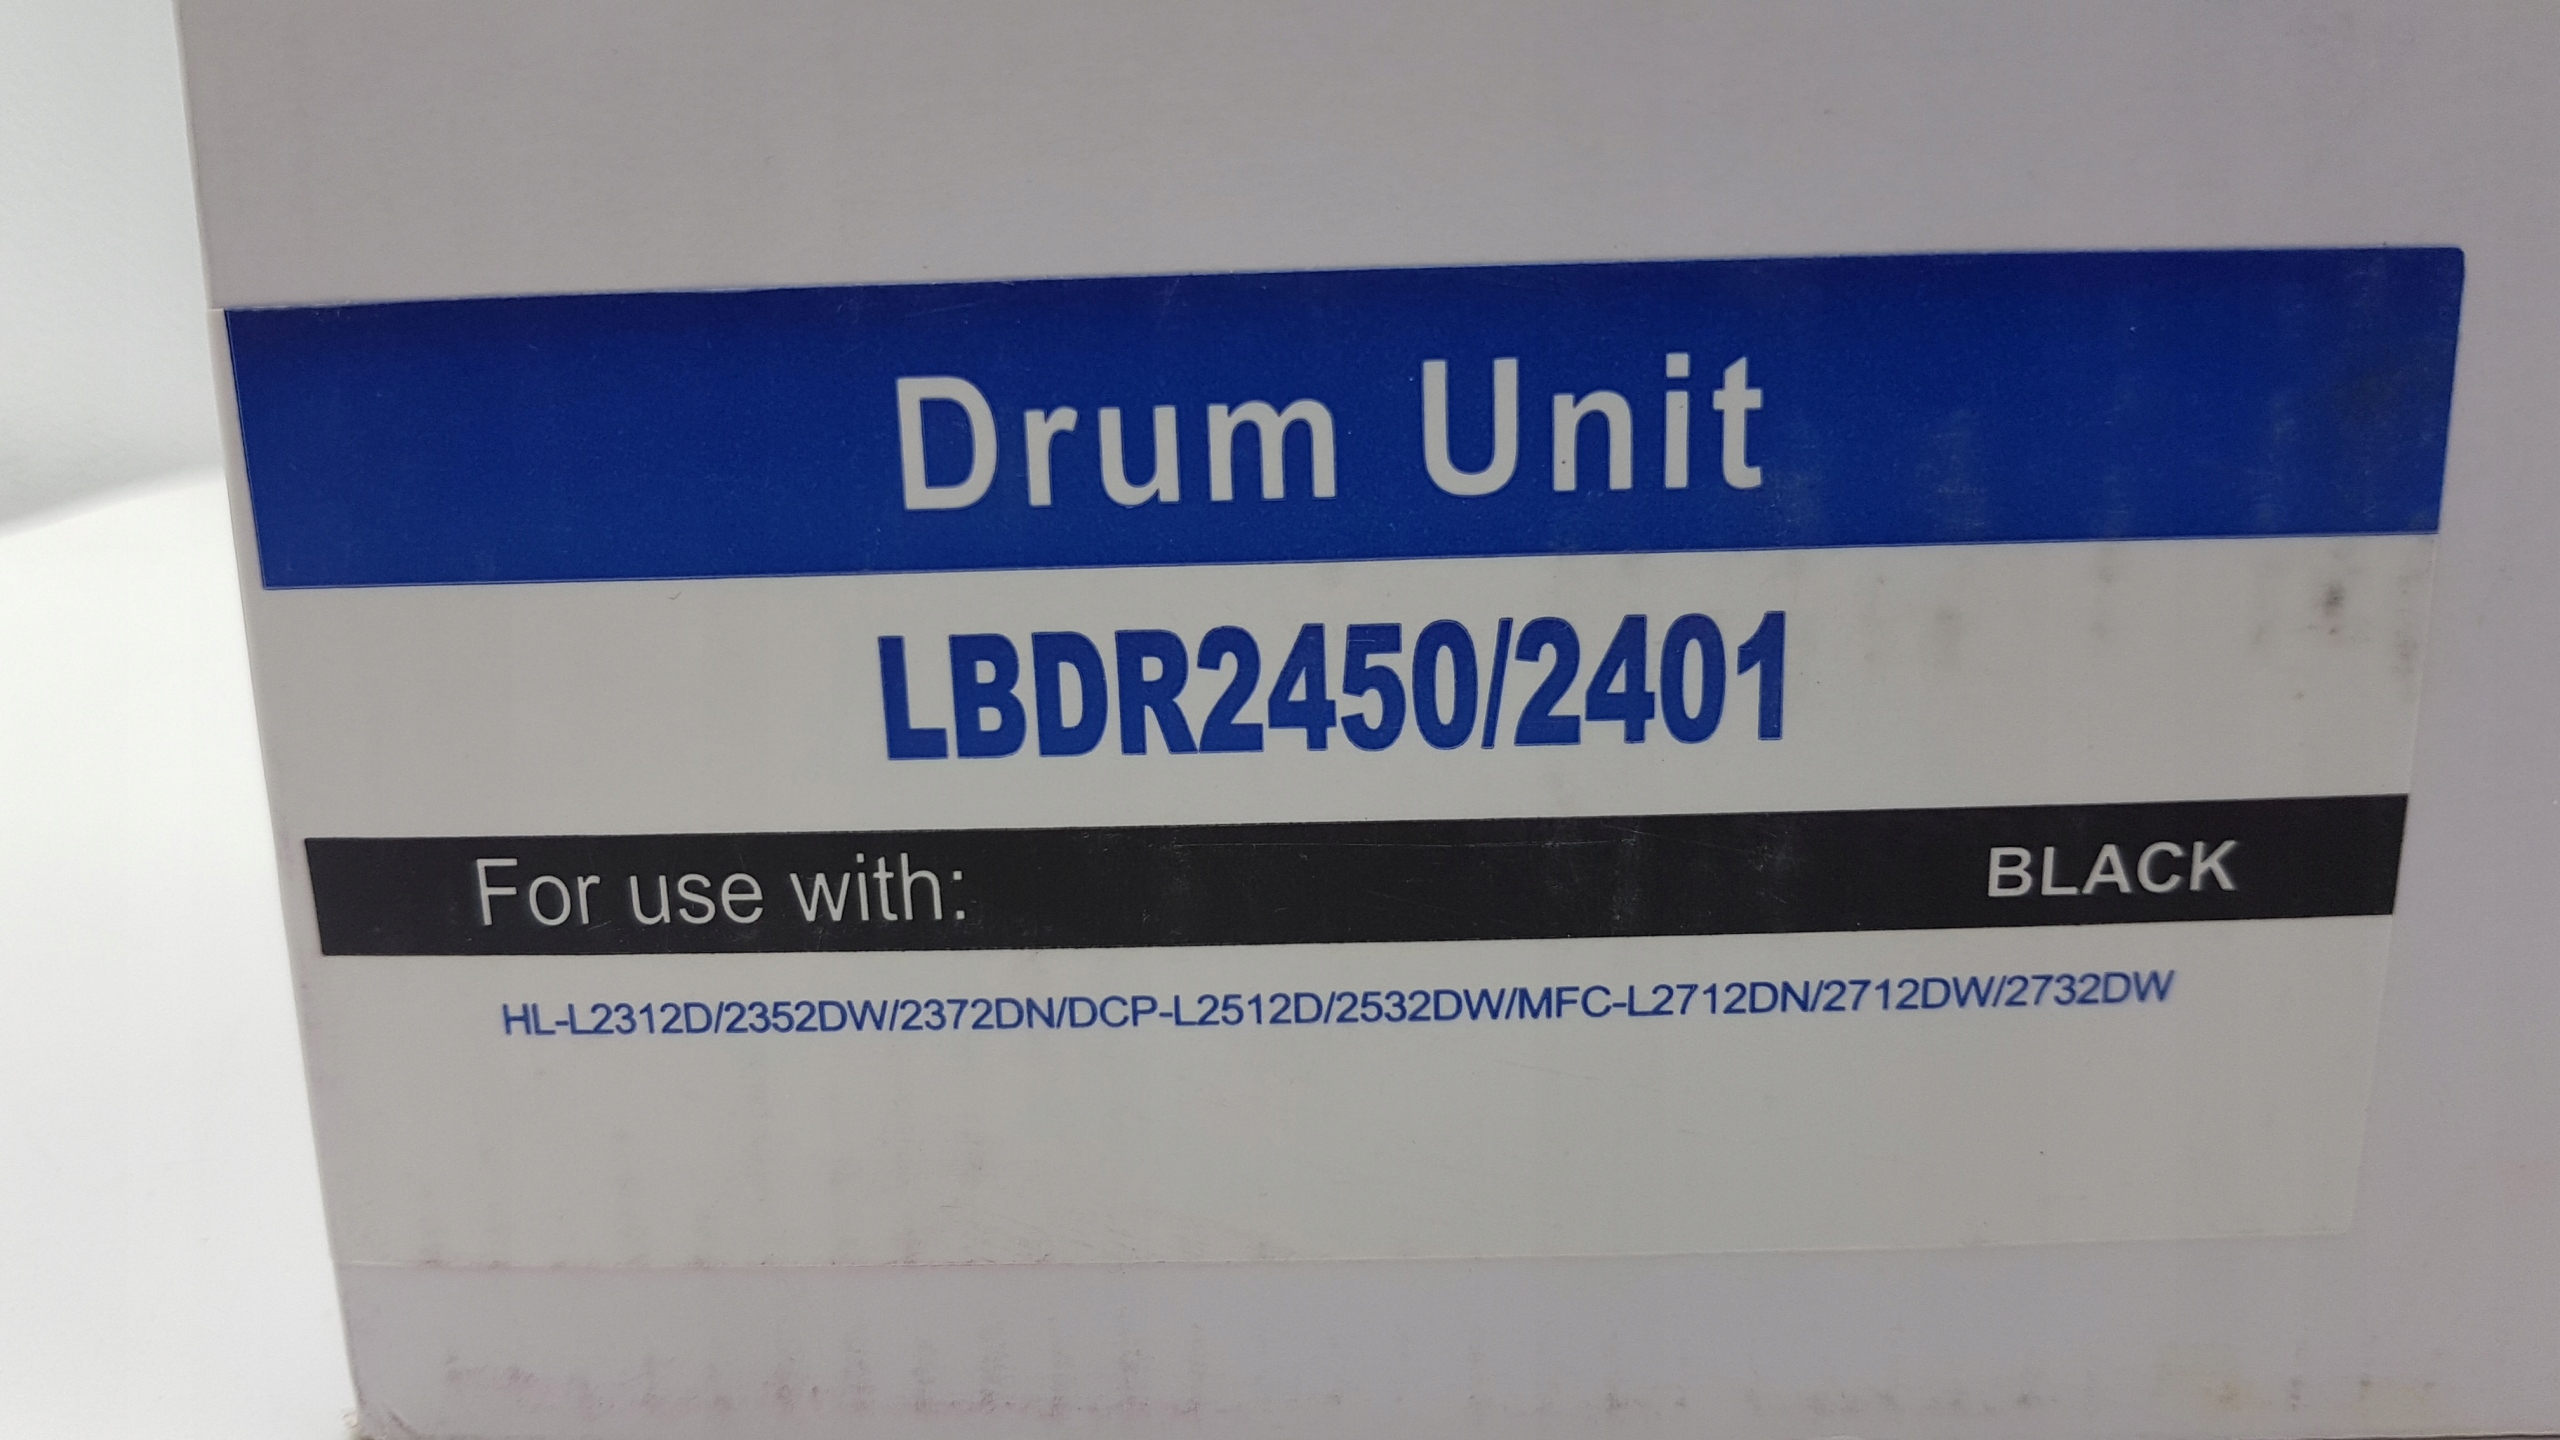 Drum Unit
LBDR2450/2401
For use with: BLACK
HL-L2312D/2352DW/2372DN/DCP-L2512D/2532DW/MFC-L2712DN/2712DW/2732DW